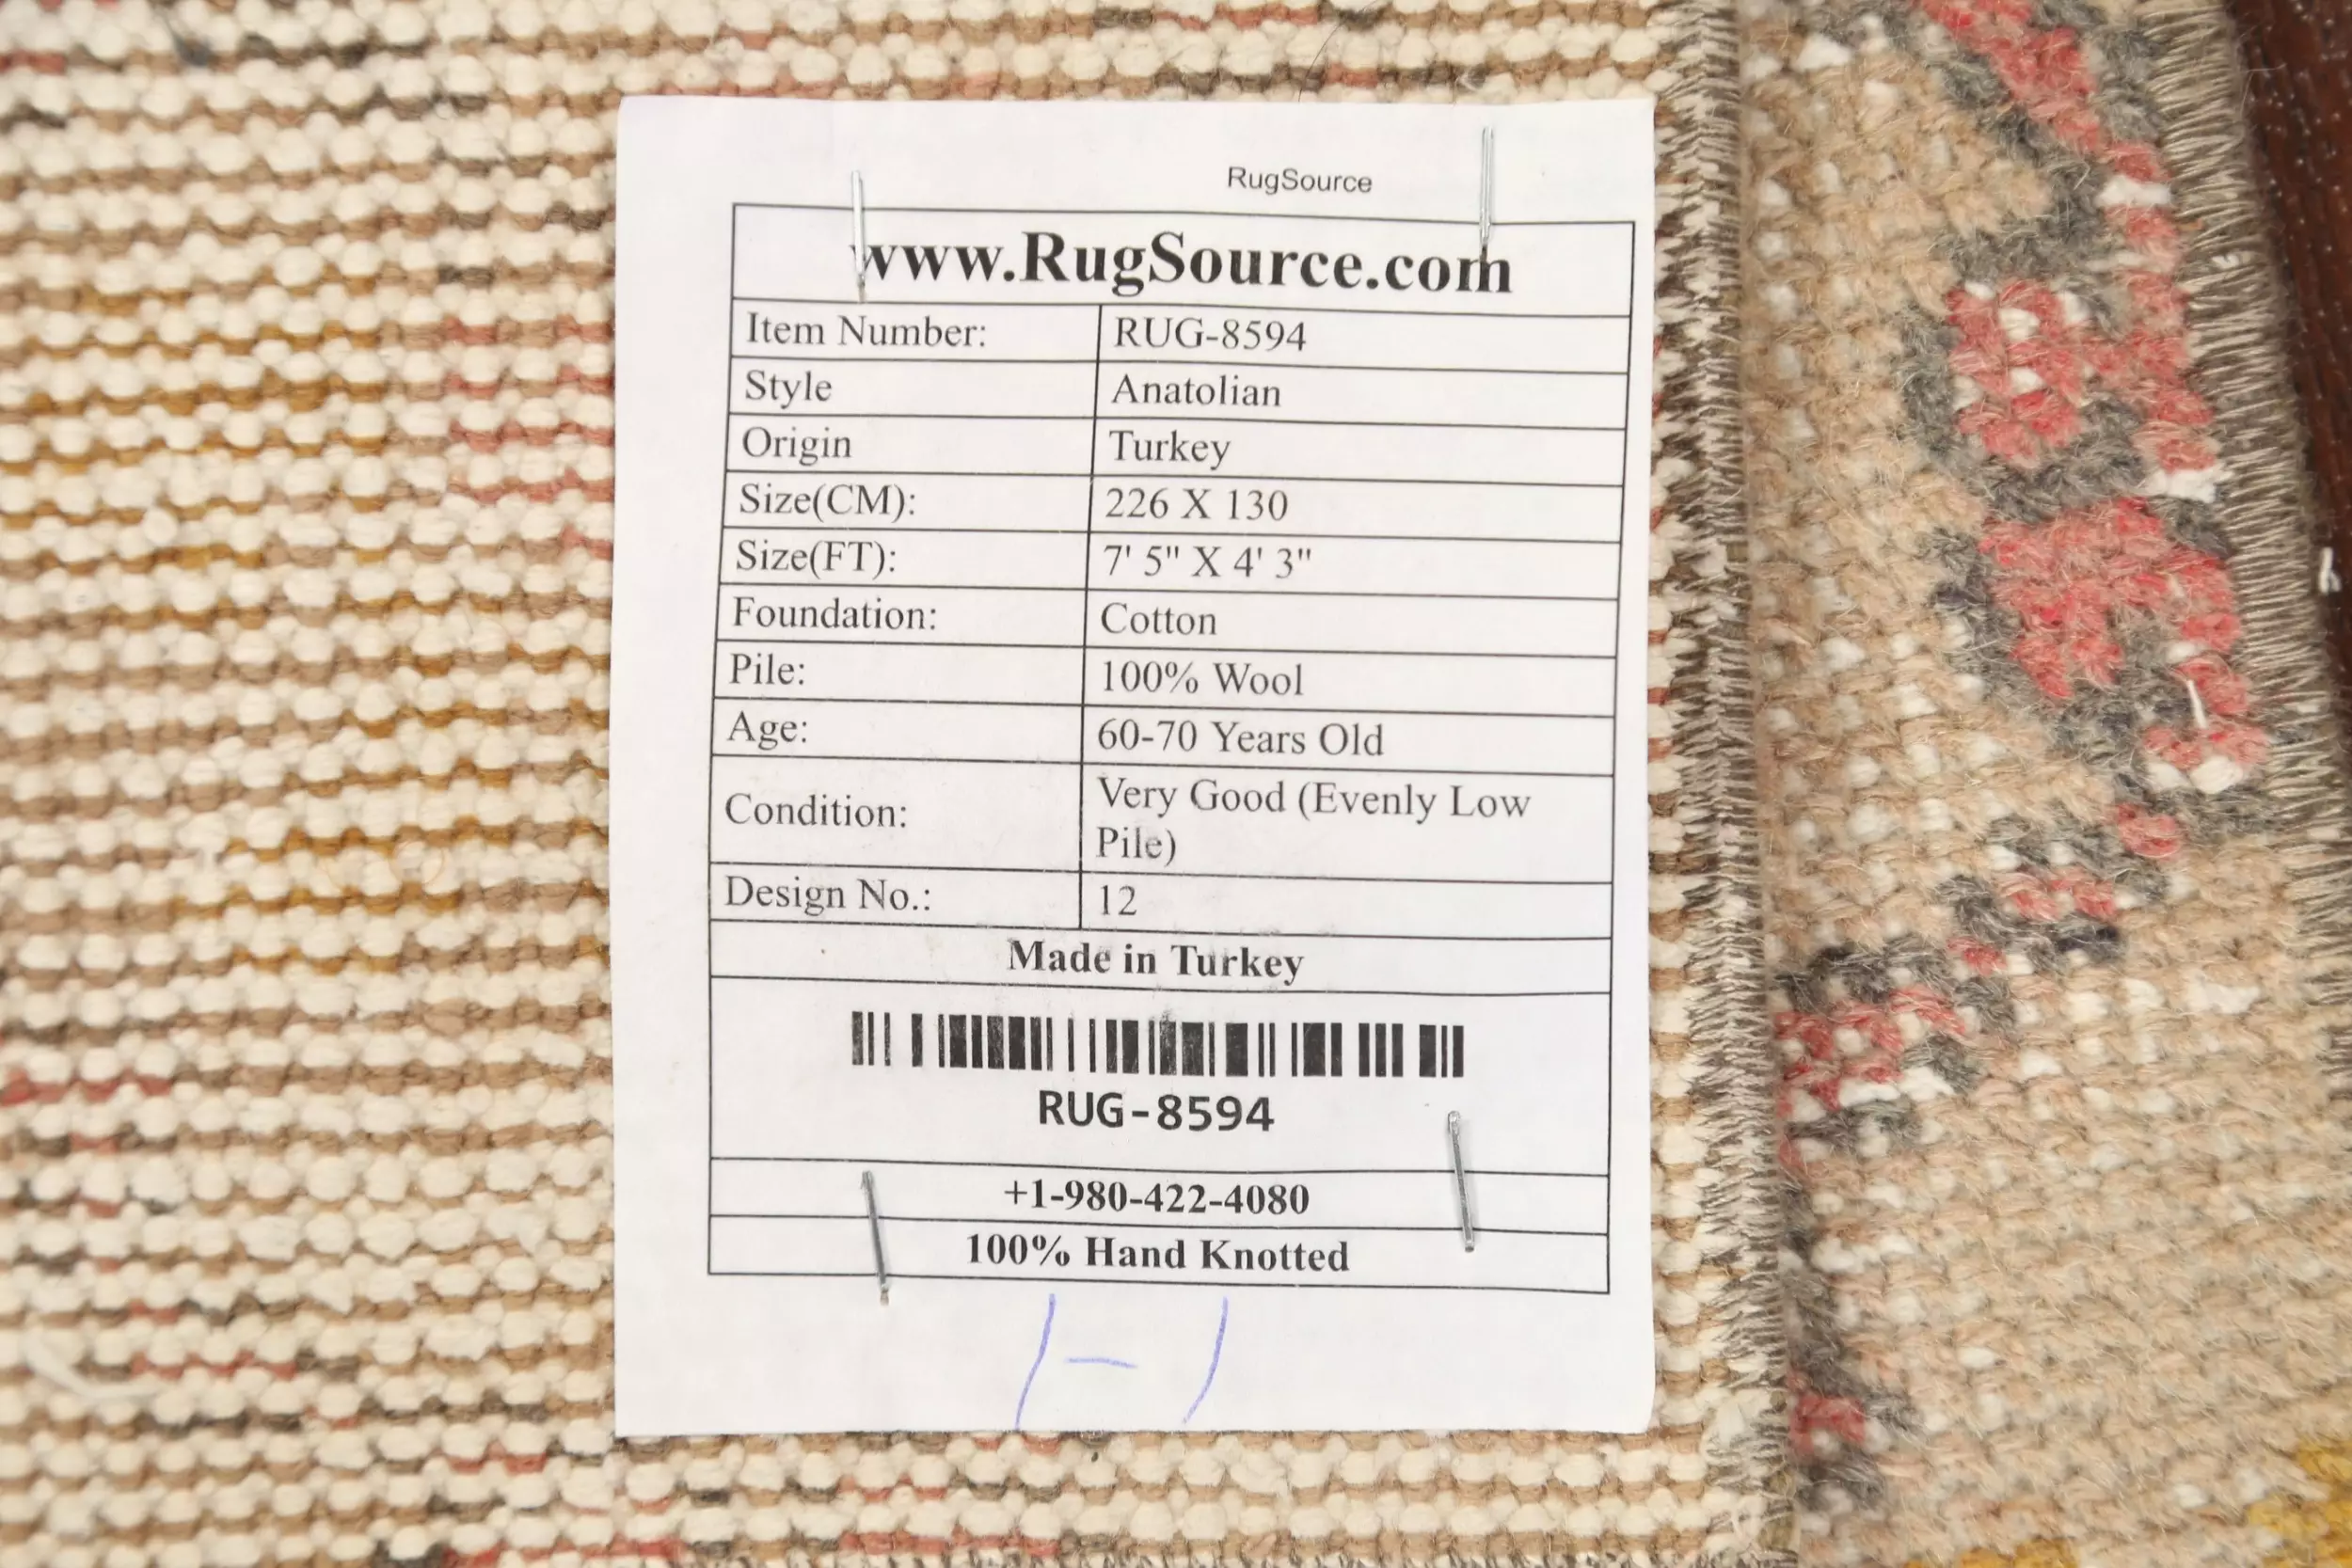 RugSource
www.RugSource.com
Item Number: RUG-8594
Style Anatolian
Origin Turkey
Size(CM): 226 X 130
Size(FT): 7' 5" X 4' 3"
Foundation: Cotton
Pile: 100% Wool
Age: 60-70 Years Old
Condition: Very Good (Evenly Low
Pile)
Design No.: 12
Made in Turkey
RUG-8594
+1-980-422-4080
100% Hand Knotted
1-1